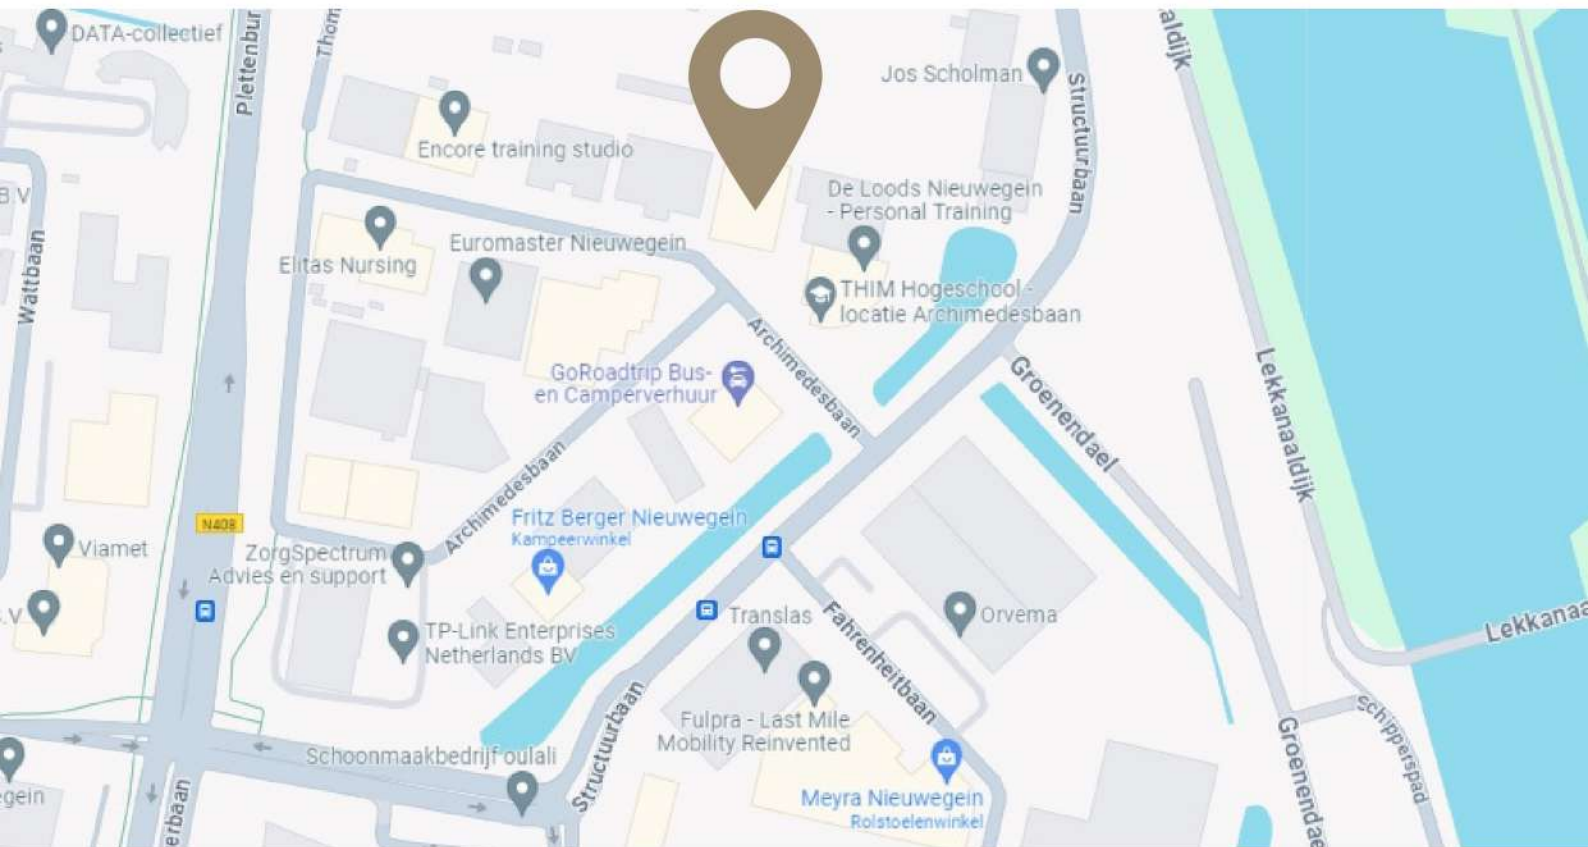 DATA-collectief
Plettenbur
Thom
aldijk
Jos Scholman
Structuurbaan
Encore training studio
De Loods Nieuwegein
- Personal Training
B.V
Wattbaan
Euromaster Nieuwegein
Elitas Nursing
THIM Hogeschool -
locatie Archimedesbaan
Archimedesbaan
GoRoadtrip Bus-
en Camperverhuur
Groenendael
Lekkanaaldijk
Archimedesbaan
Fritz Berger Nieuwegein
Kampeerwinkel
N408
Viamet
ZorgSpectrum
Advies en support
.V
TP-Link Enterprises
Netherlands BV
Translas
Fahrenheitbaan
Orvema
Lekkanaa
Structuurbaan
Fulpra - Last Mile
Mobility Reinvented
Schipperspad
Groenendae
Schoonmaakbedrijf oulali
egein
erbaan
Meyra Nieuwegein
Rolstoelenwinkel